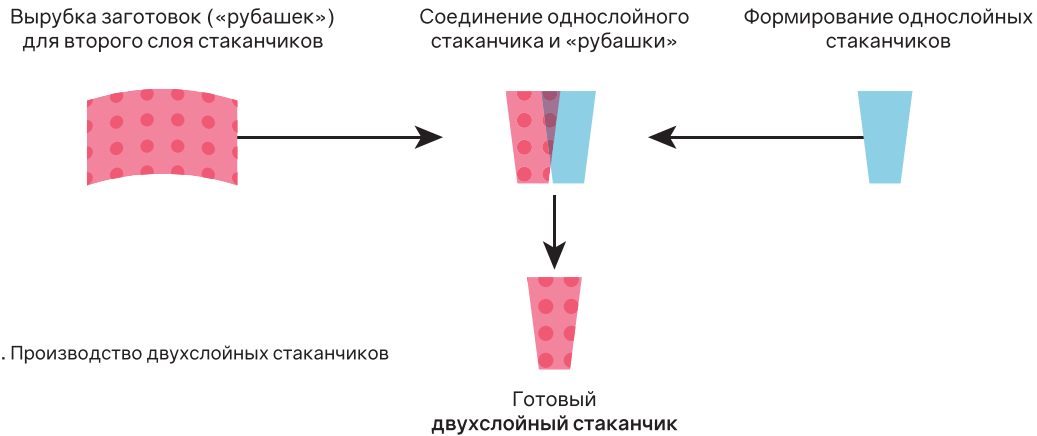 Вырубка заготовок («рубашек»)
для второго слоя стаканчиков
Соединение однослойного
стаканчика и «рубашки»
Формирование однослойных
стаканчиков
. Производство двухслойных стаканчиков
Готовый
двухслойный стаканчик